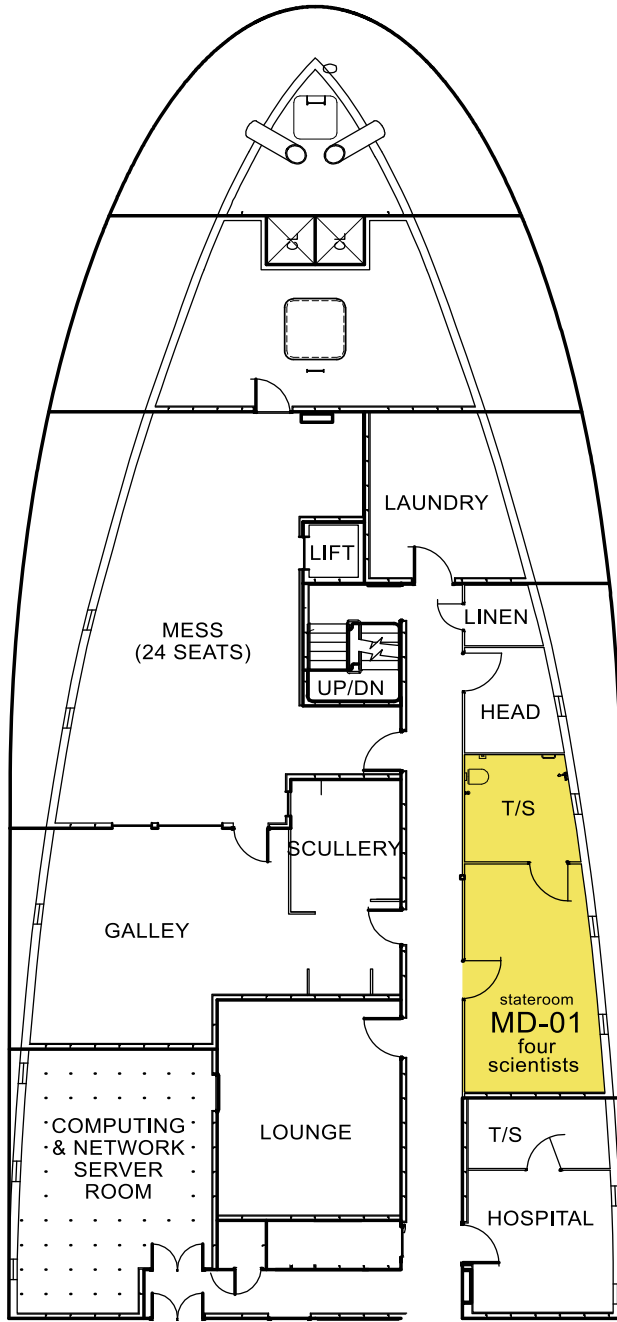 LAUNDRY
LIFT
LINEN
MESS
(24 SEATS)
UP/DN
HEAD
T/S
SCULLERY
GALLEY
stateroom
MD-01
four
scientists
COMPUTING
& NETWORK
SERVER
ROOM
LOUNGE
T/S
HOSPITAL